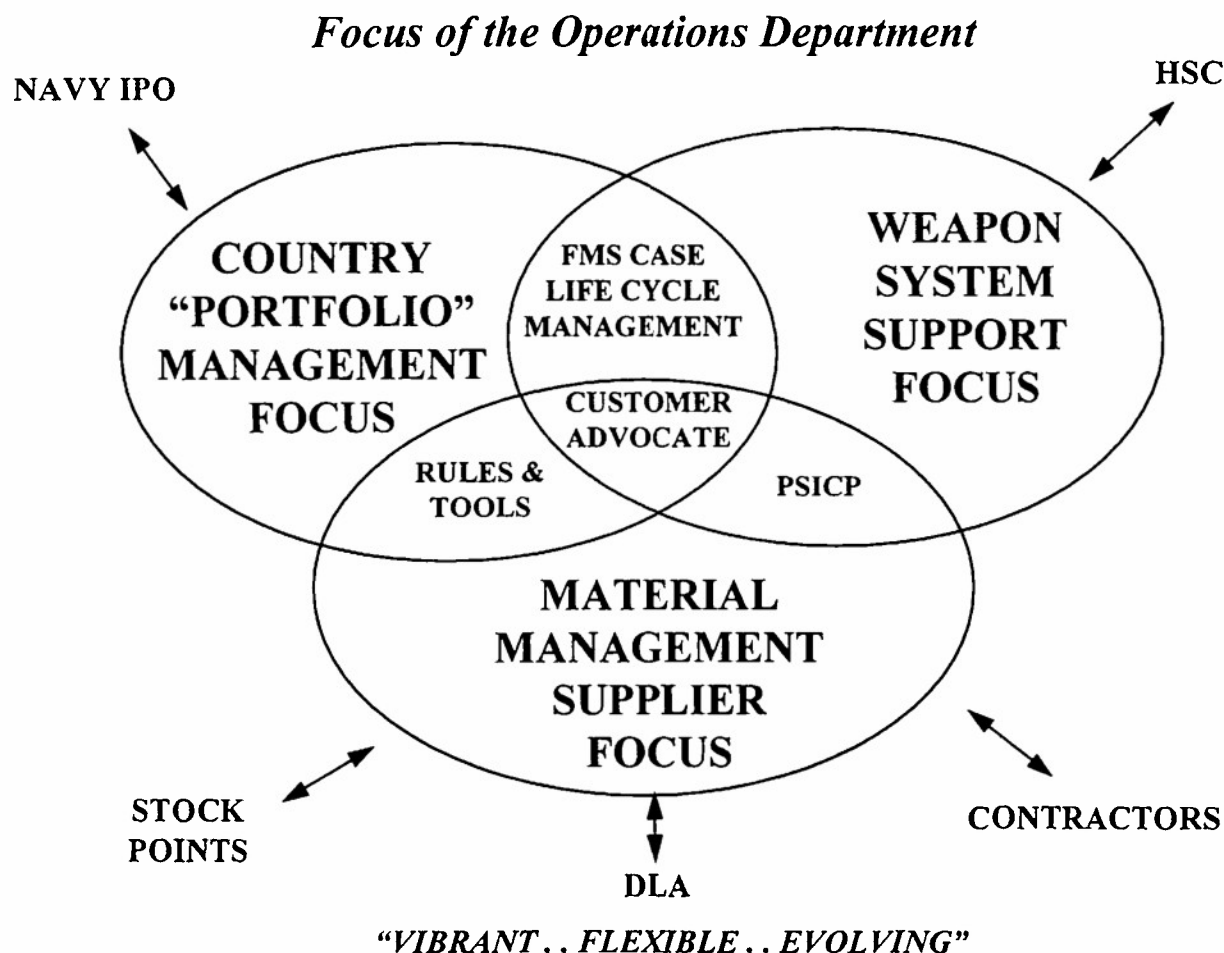 Focus of the Operations Department
NAVY IPO
HSC
COUNTRY
“PORTFOLIO”
MANAGEMENT
FOCUS
FMS CASE
LIFE CYCLE
MANAGEMENT
WEAPON
SYSTEM
SUPPORT
FOCUS
CUSTOMER
ADVOCATE
RULES &
TOOLS
PSICP
MATERIAL
MANAGEMENT
SUPPLIER
FOCUS
STOCK
POINTS
CONTRACTORS
DLA
“VIBRANT . . FLEXIBLE . . EVOLVING”